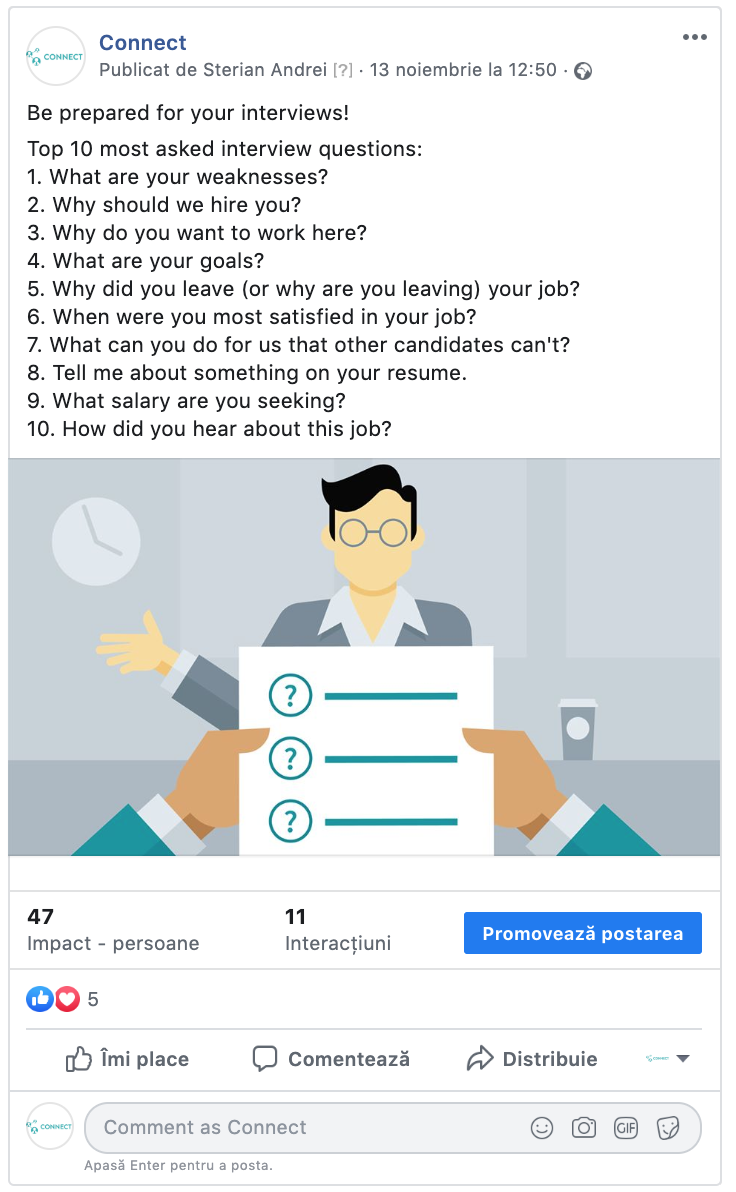 CONNECT
Connect
Publicat de Sterian Andrei [?] · 13 noiembrie la 12:50 ·
Be prepared for your interviews!
Top 10 most asked interview questions:
1. What are your weaknesses?
2. Why should we hire you?
3. Why do you want to work here?
4. What are your goals?
5. Why did you leave (or why are you leaving) your job?
6. When were you most satisfied in your job?
7. What can you do for us that other candidates can't?
8. Tell me about something on your resume.
9. What salary are you seeking?
10. How did you hear about this job?
?
?
?
47
Impact - persoane
11
Interacțiuni
Promovează postarea
5
Îmi place
Comentează
Distribuie
CONNECT
CONNECT
Comment as Connect
GIF
Apasă Enter pentru a posta.